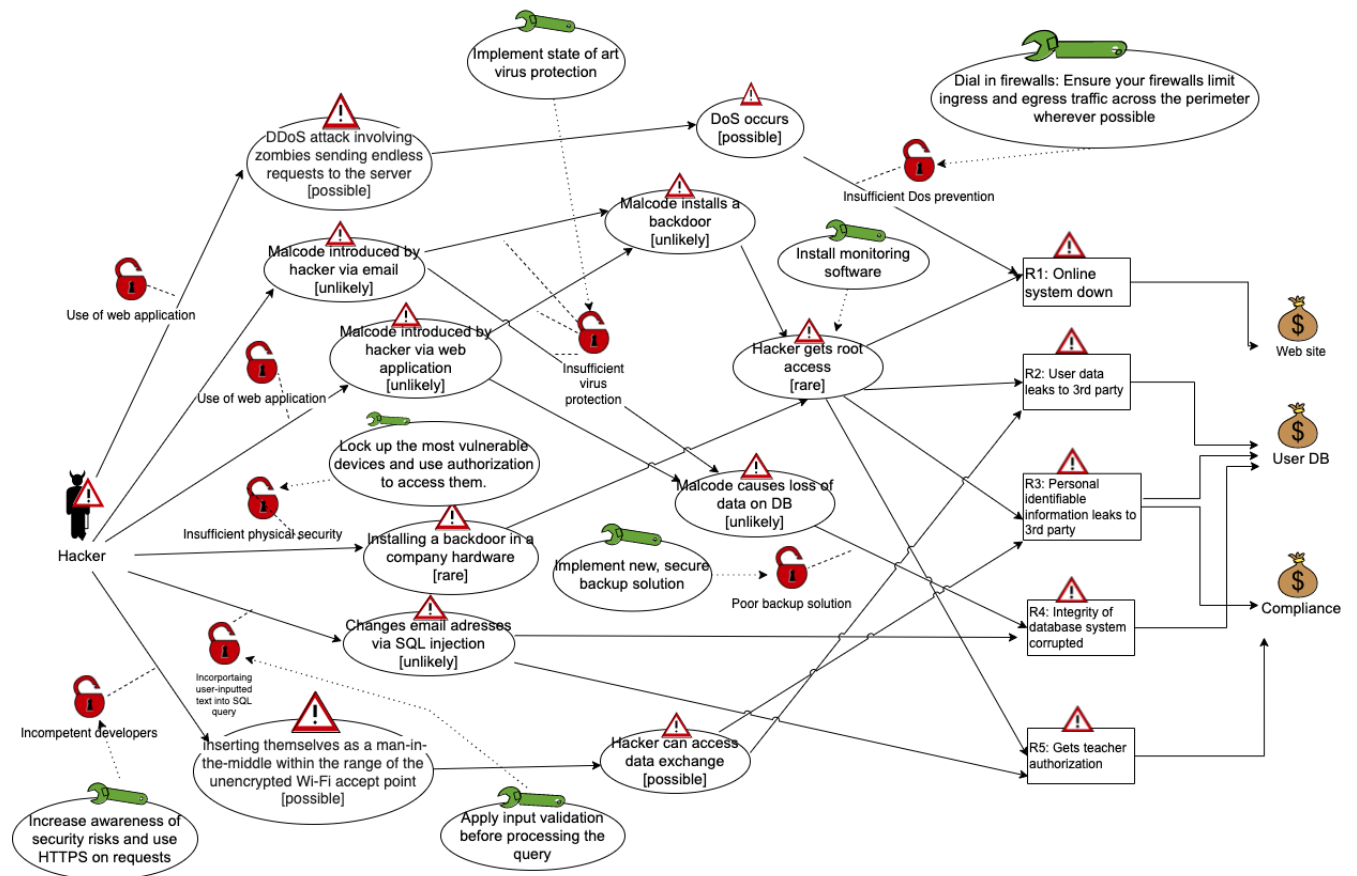 Implement state of art
virus protection
Dial in firewalls: Ensure your firewalls limit
ingress and egress traffic across the perimeter
wherever possible
DDoS attack involving
zombies sending endless
requests to the server
[possible]
DoS occurs
[possible]
Insufficient Dos prevention
Malcode installs a
backdoor
[unlikely]
Malcode introduced by
hacker via email
[unlikely]
Install monitoring
software
R1: Online
system down
Use of web application
Malcode introduced by
hacker via web
application
[unlikely]
Insufficient
virus
protection
Hacker gets root
access
[rare]
$
Web site
R2: User data
leaks to 3rd party
Use of web application
Lock up the most vulnerable
devices and use authorization
to access them.
$
User DB
Malcode causes loss of
data on DB
[unlikely]
R3: Personal
identifiable
information leaks to
3rd party
Insufficient physical security
Hacker
Installing a backdoor in a
company hardware
[rare]
Implement new, secure
backup solution
Poor backup solution
$
Compliance
R4: Integrity of
database system
corrupted
Changes email adresses
via SQL injection
[unlikely]
Incorportaing
user-inputted
text into SQL
query
Incompetent developers
Inserting themselves as a man-in-
the-middle within the range of the
unencrypted Wi-Fi accept point
[possible]
Hacker can access
data exchange
[possible]
R5: Gets teacher
authorization
Increase awareness of
security risks and use
HTTPS on requests
Apply input validation
before processing the
query